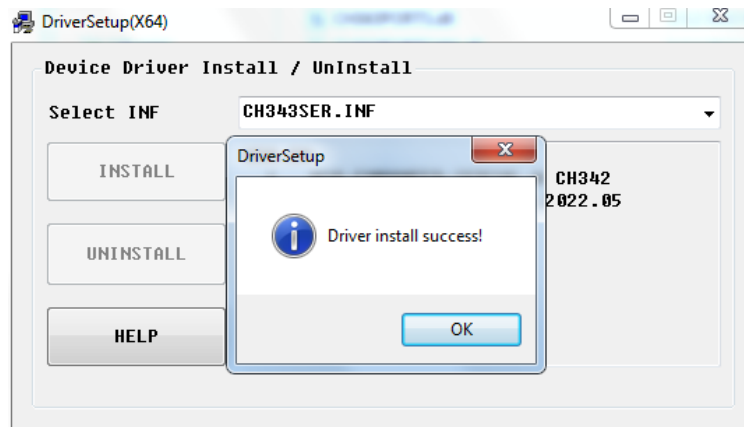 DriverSetup(X64)
Device Driver Install / UnInstall
Select INF
CH343SER.INF
INSTALL
UNINSTALL
HELP
DriverSetup
Driver install success!
OK
CH342
2022.05